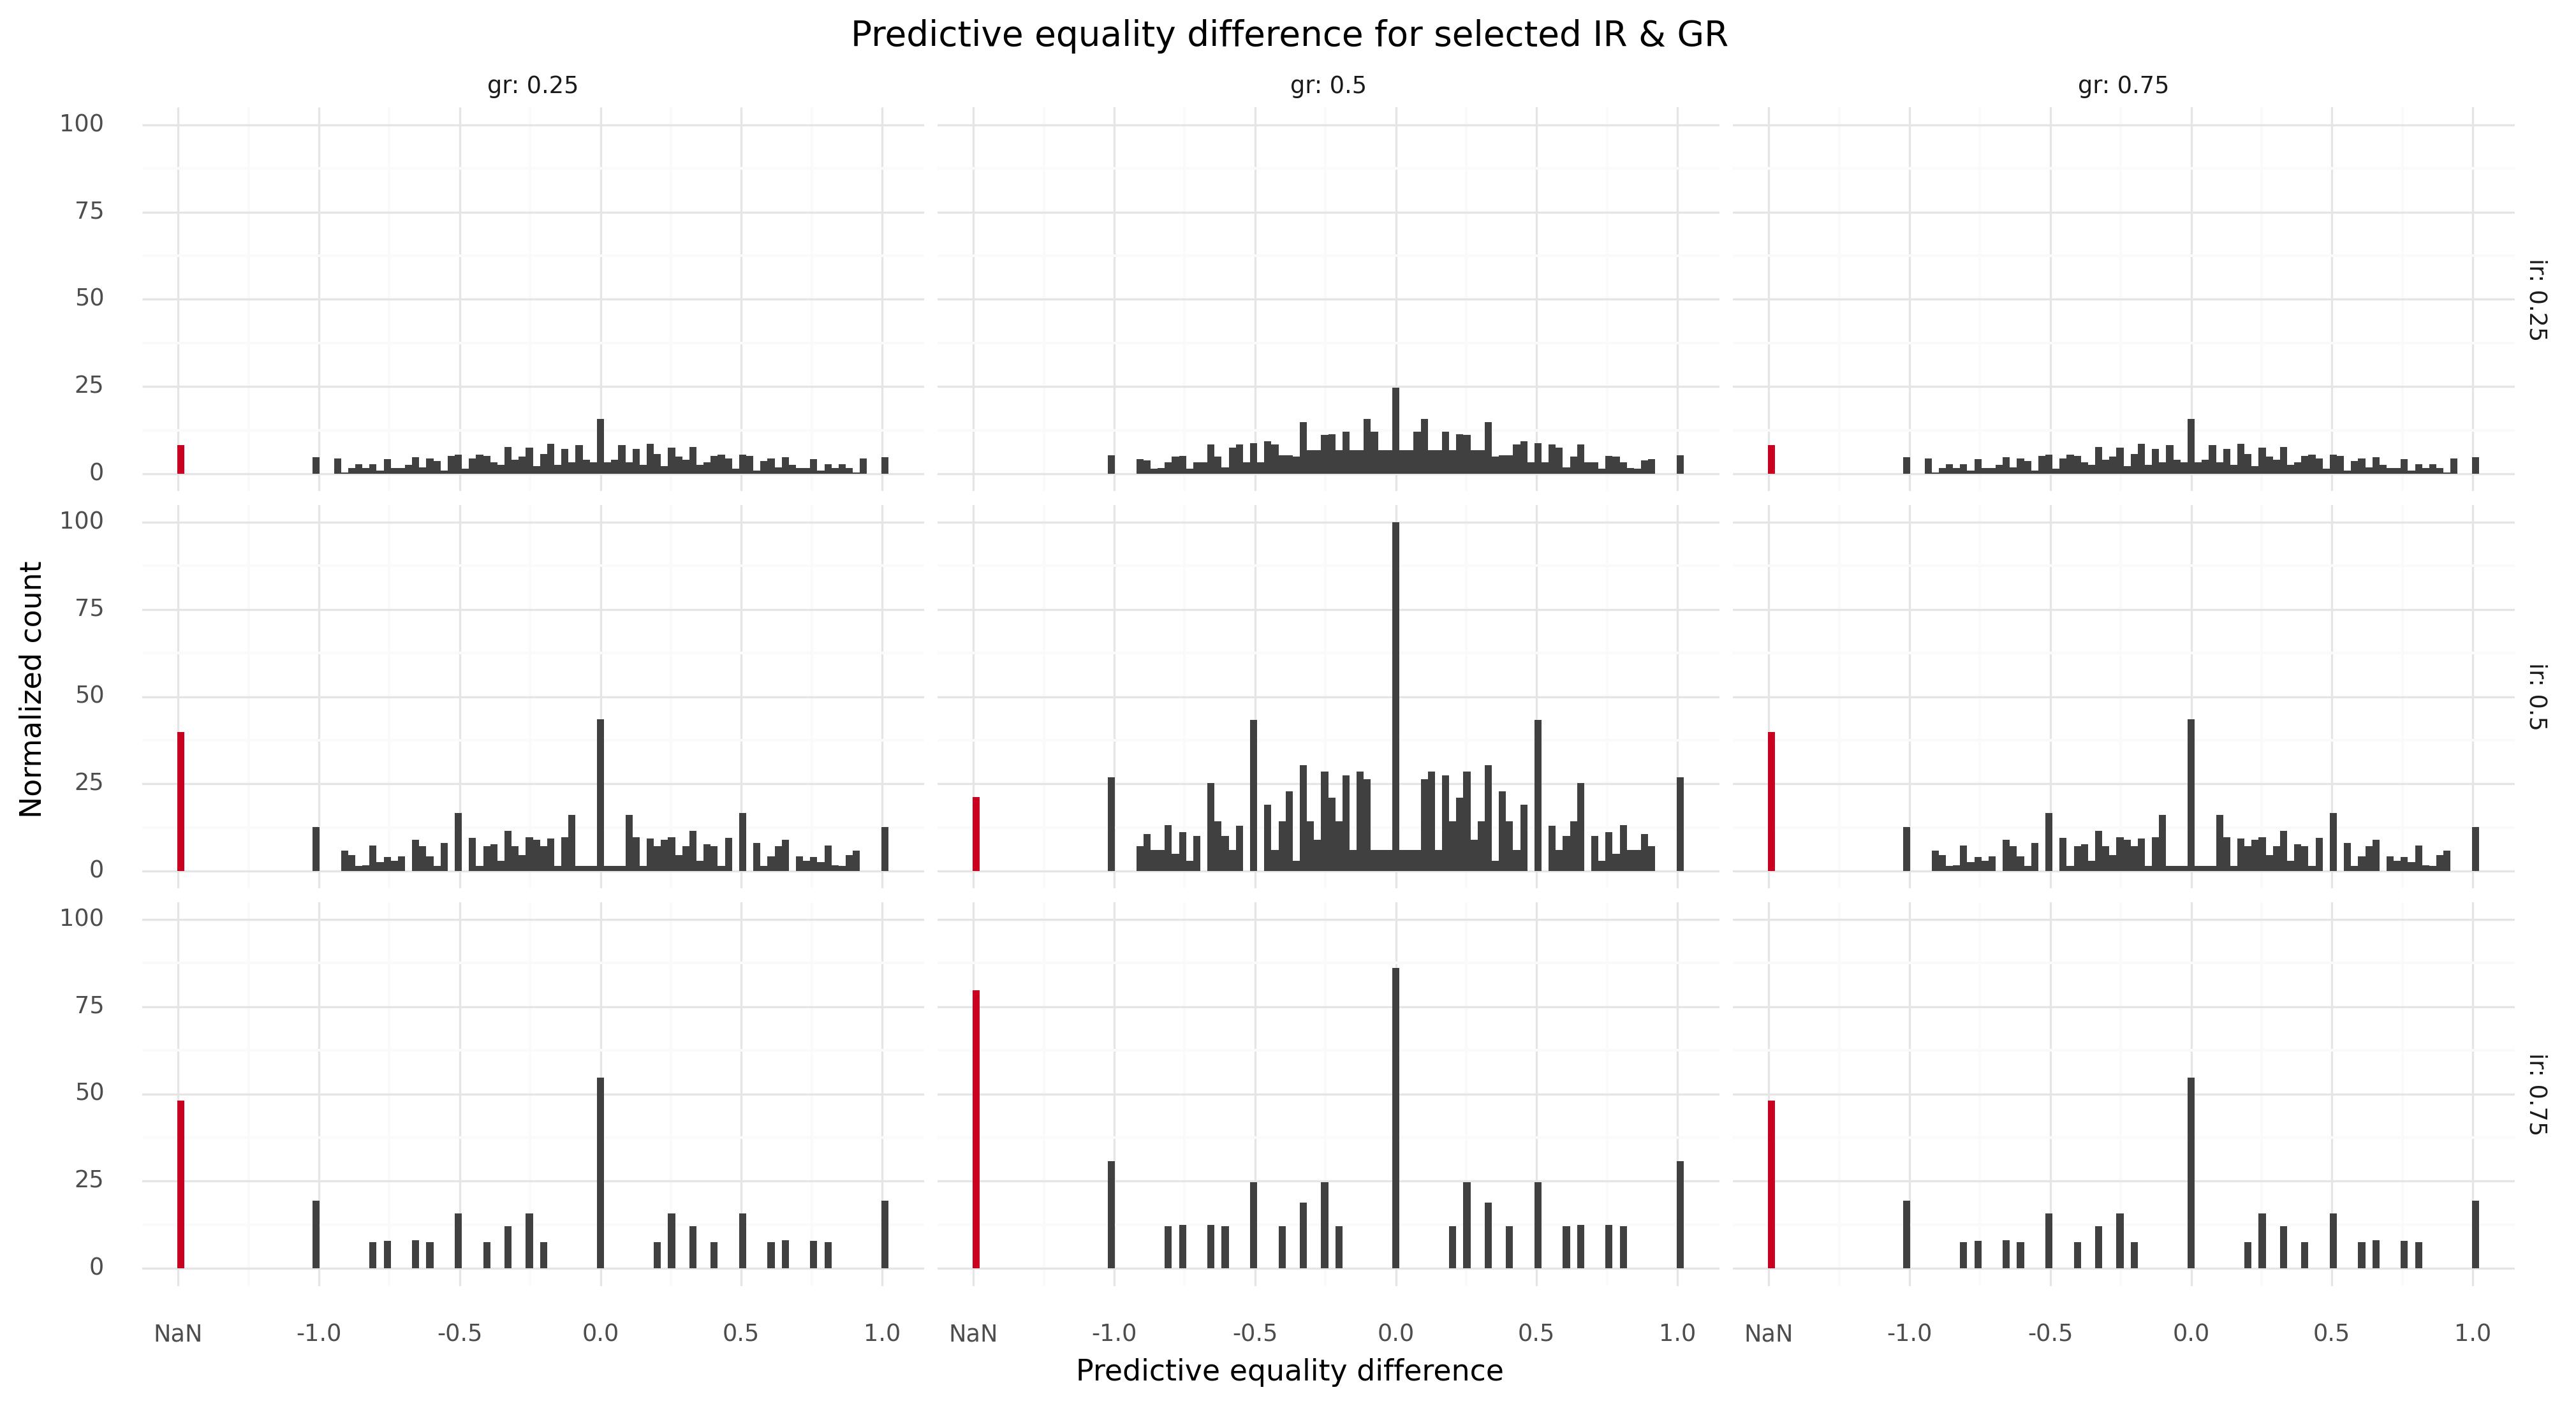 Predictive equality difference for selected IR & GR
gr: 0.25
gr: 0.5
gr: 0.75
100
75
50
25
0
ir: 0.25
100
75
50
25
0
ir: 0.5
100
75
50
25
0
ir: 0.75
Normalized count
NaN -1.0 -0.5 0.0 0.5 1.0
NaN -1.0 -0.5 0.0 0.5 1.0
NaN -1.0 -0.5 0.0 0.5 1.0
Predictive equality difference